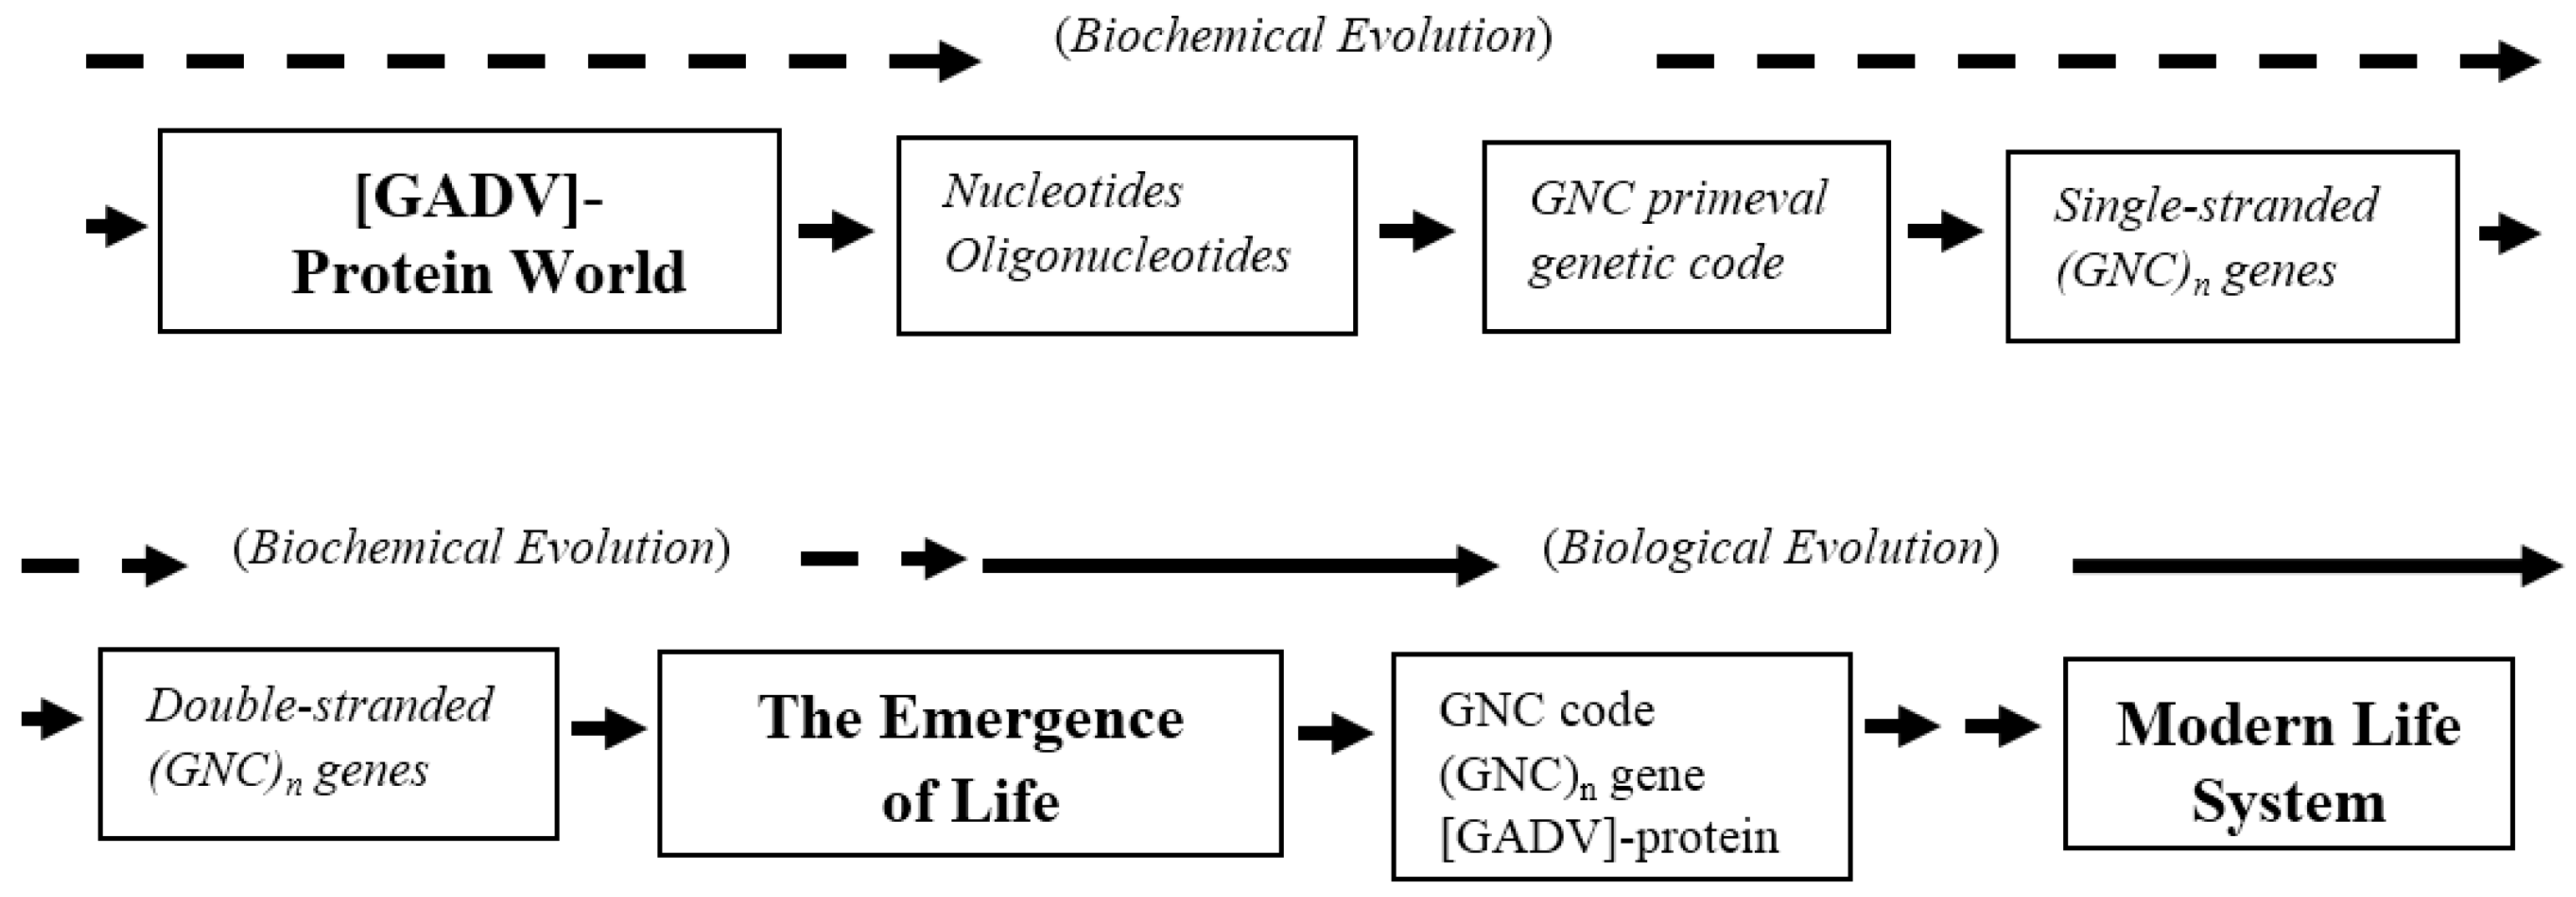 (Biochemical Evolution)
[GADV]-
Protein World
Nucleotides
Oligonucleotides
GNC primeval
genetic code
Single-stranded
(GNC)n genes
(Biochemical Evolution)
(Biological Evolution)
Double-stranded
(GNC)n genes
The Emergence
of Life
GNC code
(GNC)n gene
[GADV]-protein
Modern Life
System